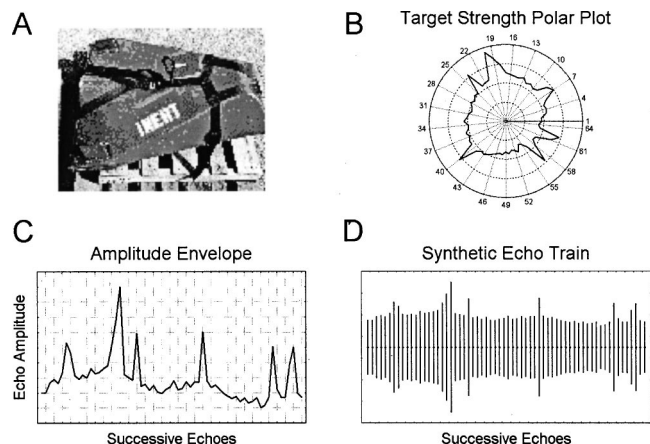 A
INERT
B
Target Strength Polar Plot
19
16
22
13
25
10
28
7
31
4
34
1
64
37
61
40
58
43
55
46
49
52
C
Amplitude Envelope
Echo Amplitude
Successive Echoes
D
Synthetic Echo Train
Successive Echoes